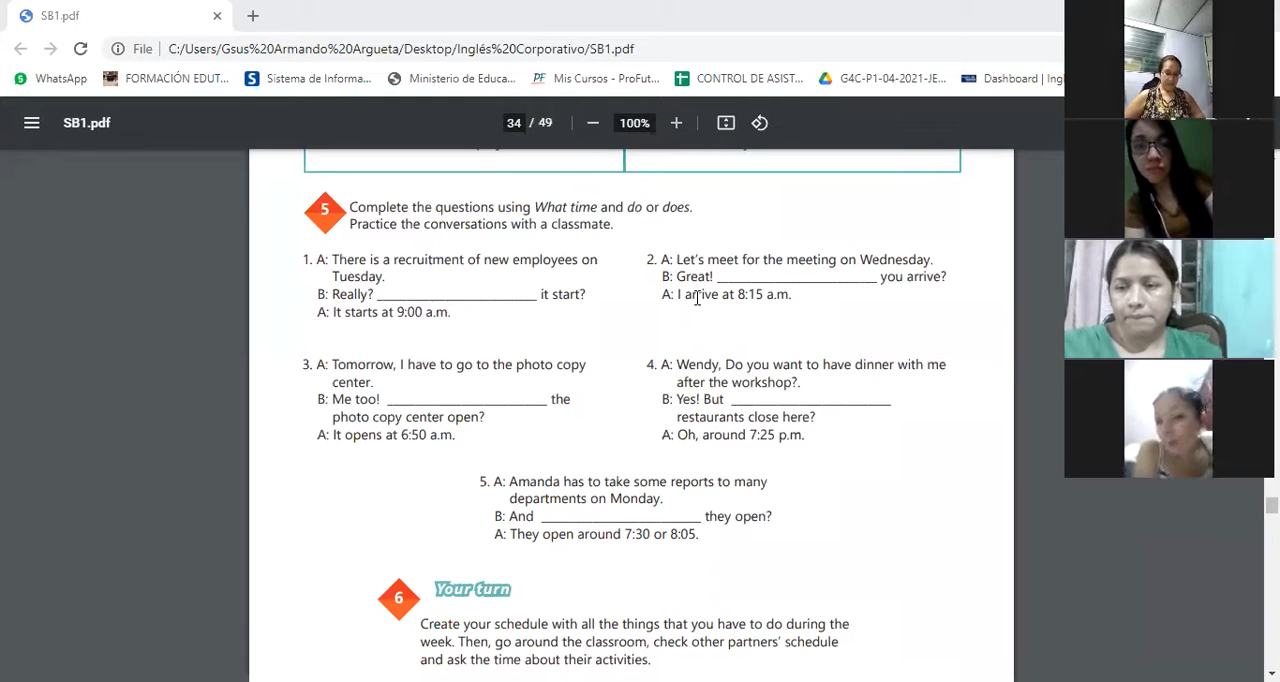 SB1.pdf
File
C:/Users/Gsus%20Armando%20Argueta/Desktop/Inglés%20Corporativo/SB1.pdf
WhatsApp
FORMACIÓN EDUT...
Sistema de Informa...
Ministerio de Educa...
Mis Cursos - ProFut...
CONTROL DE ASIST...
G4C-P1-04-2021-JE...
Dashboard | Ing
SB1.pdf
34 / 49
100%
5
Complete the questions using What time and do or does.
Practice the conversations with a classmate.
1. A: There is a recruitment of new employees on
Tuesday.
B: Really? ____________________ it start?
A: It starts at 9:00 a.m.
2. A: Let's meet for the meeting on Wednesday.
B: Great! ____________________ you arrive?
A: I arrive at 8:15 a.m.
3. A: Tomorrow, I have to go to the photo copy
center.
B: Me too! ____________________ the
photo copy center open?
A: It opens at 6:50 a.m.
4. A: Wendy, Do you want to have dinner with me
after the workshop?.
B: Yes! But ____________________
restaurants close here?
A: Oh, around 7:25 p.m.
5. A: Amanda has to take some reports to many
departments on Monday.
B: And ____________________ they open?
A: They open around 7:30 or 8:05.
6
Your turn
Create your schedule with all the things that you have to do during the
week. Then, go around the classroom, check other partners' schedule
and ask the time about their activities.